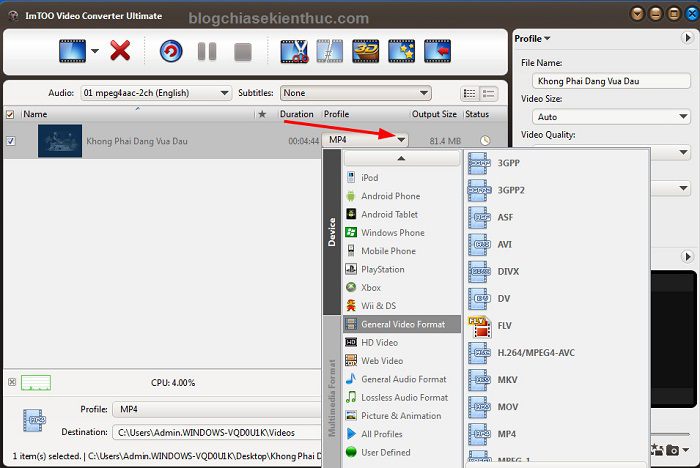 ImTOO Video Converter Ultimate
blogchiasekienthuc.com
3D
Audio: 01 mpeg4aac-2ch (English) Subtitles: None
Name ★ Duration Profile Output Size Status
Khong Phai Dang Vua Dau 00:04:44 MP4 81.4 MB
Profile
File Name:
Khong Phai Dang Vua Dau
Video Size:
Auto
Video Quality:
Device
iPod
Android Phone
Android Tablet
Windows Phone
Mobile Phone
PlayStation
Xbox
Wii & DS
Multimedia Format
General Video Format
HD Video
Web Video
General Audio Format
Lossless Audio Format
Picture & Animation
All Profiles
User Defined
3GPP
3GPP2
ASF
AVI
DIVX
DV
FLV
H.264/MPEG4-AVC
MKV
MOV
MP4
MPEG-1
CPU: 4.00%
Profile: MP4
Destination: C:\Users\Admin.WINDOWS-VQD0U1K\Videos
1 item(s) selected. | C:\Users\Admin.WINDOWS-VQD0U1K\Desktop\Khong Phai D